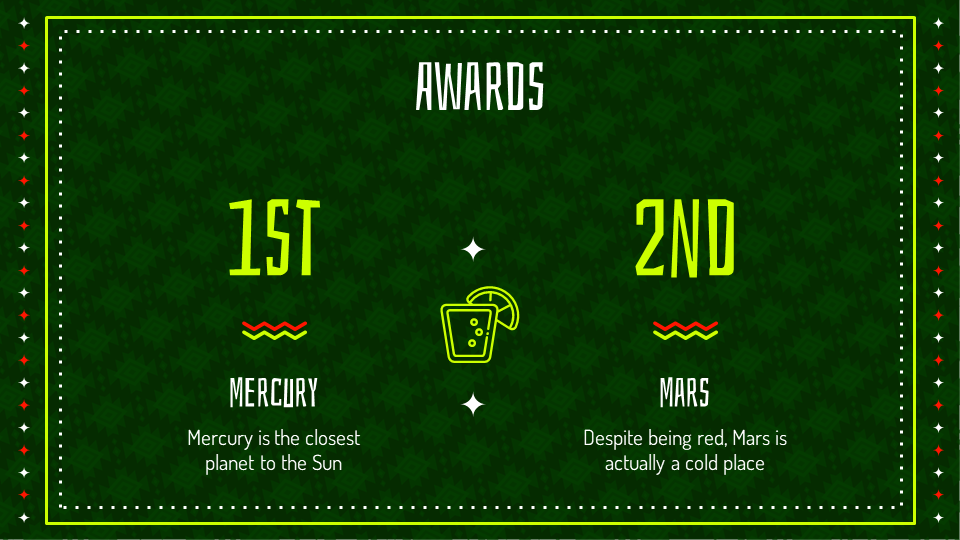 AWARDS
1ST
2ND
MERCURY
Mercury is the closest
planet to the Sun
MARS
Despite being red, Mars is
actually a cold place